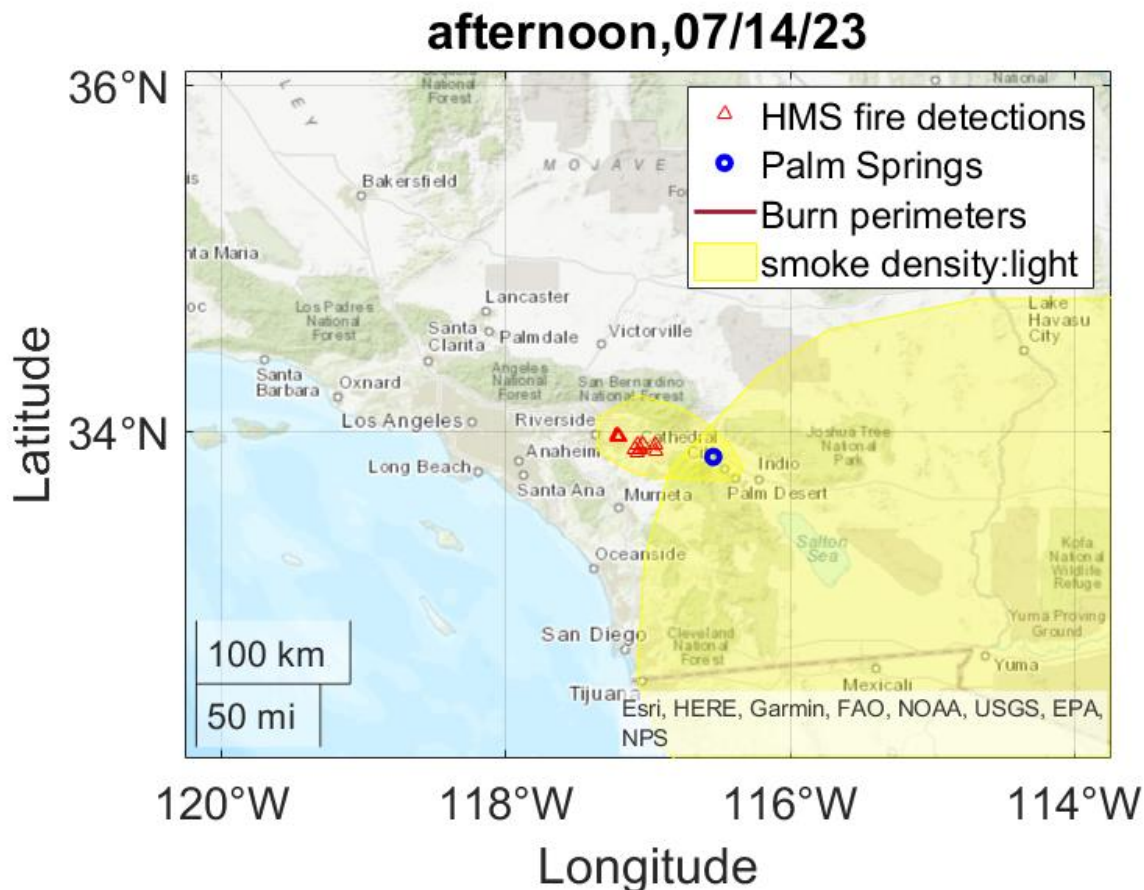 afternoon,07/14/23
36°N
34°N
Latitude
120°W
118°W
116°W
114°W
Longitude
HMS fire detections
Palm Springs
Burn perimeters
smoke density:light
National
Forest
National
L E Y
M O J A V E
Bakersfield
nta Maria
Los Padres
National
Forest
Lancaster
Santa
Clarita
Palmdale
Victorville
Lake
Havasu
City
Santa
Barbara
Oxnard
Angeles
National
Forest
San Bernardino
National Forest
Los Angeles
Riverside
Cathedral
Joshua Tree
National
Park
Anaheim
Indio
Long Beach
Santa Ana
Murrieta
Palm Desert
Salton
Sea
Kofa
National
Wildlife
Refuge
Oceanside
Yuma Proving
Ground
San Diego
Cleveland
National
Forest
Yuma
Tijuana
Mexicali
100 km
50 mi
Esri, HERE, Garmin, FAO, NOAA, USGS, EPA,
NPS